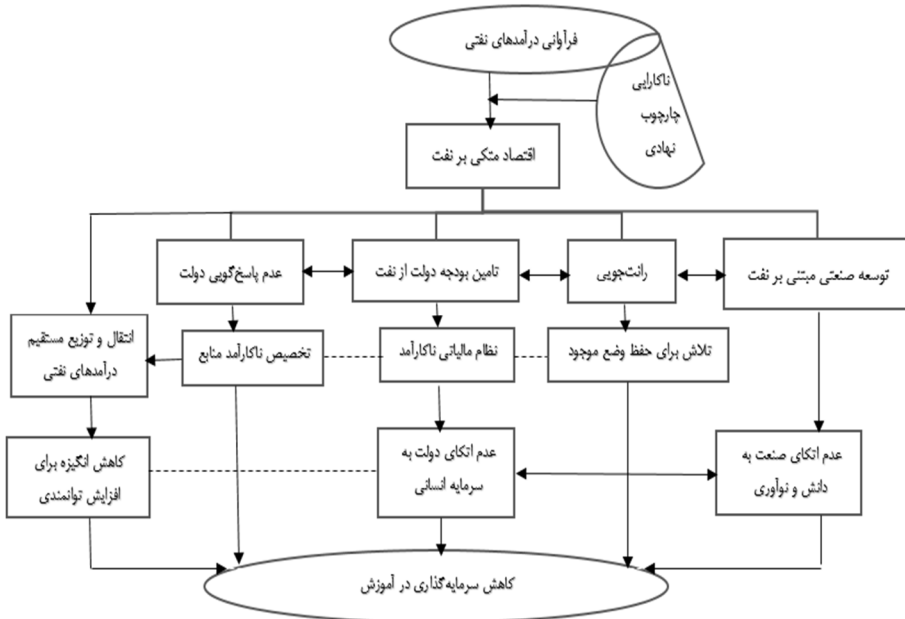 فرآوانی درآمدهای نفتی
ناکارایی
چارچوب
نهادی
اقتصاد متکی بر نفت
توسعه صنعتی مبتنی بر نفت
رانت‌جویی
تامین بودجه دولت از نفت
عدم پاسخ‌گویی دولت
انتقال و توزیع مستقیم
درآمدهای نفتی
تلاش برای حفظ وضع موجود
نظام مالیاتی ناکارآمد
تخصیص ناکارآمد منابع
عدم اتکای صنعت به
دانش و نوآوری
عدم اتکای دولت به
سرمایه انسانی
کاهش انگیزه برای
افزایش توانمندی
کاهش سرمایه‌گذاری در آموزش